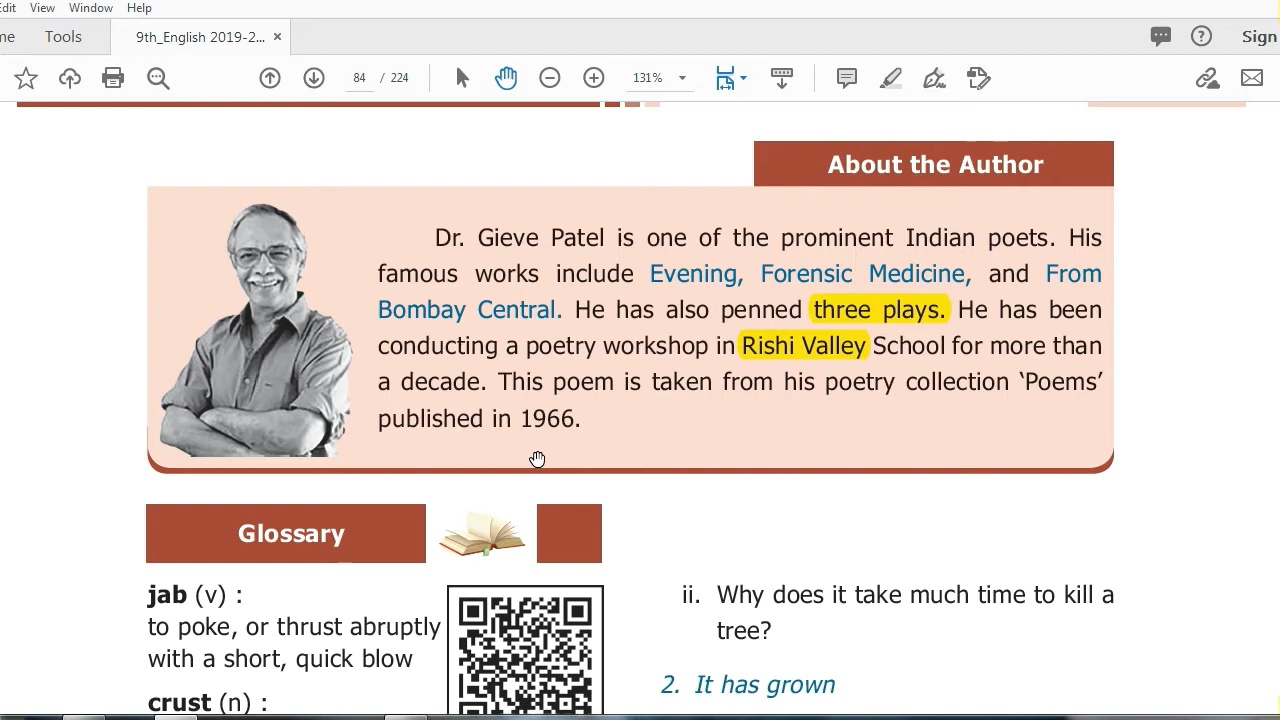 Edit View Window Help
me Tools 9th_English 2019-2... ×
84 / 224 131% Sign
About the Author
Dr. Gieve Patel is one of the prominent Indian poets. His
famous works include Evening, Forensic Medicine, and From
Bombay Central. He has also penned three plays. He has been
conducting a poetry workshop in Rishi Valley School for more than
a decade. This poem is taken from his poetry collection ‘Poems’
published in 1966.
Glossary
jab (v) :
to poke, or thrust abruptly
with a short, quick blow
crust (n) :
ii. Why does it take much time to kill a
tree?
2. It has grown